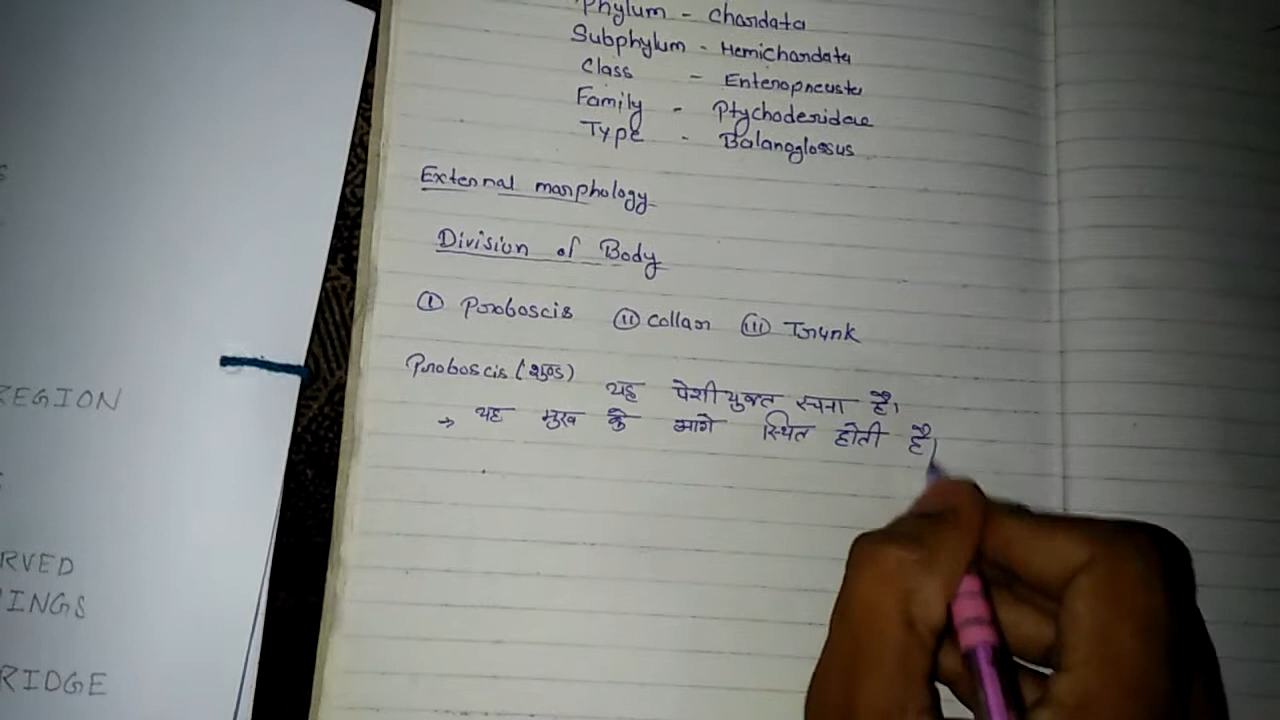 Phylum - Chordata
Subphylum - Hemichordata
Class - Enteropneusta
Family - Ptychoderidae
Type - Balanoglossus
External morphology
Division of Body
(i) Proboscis (ii) Collar (iii) Trunk
Proboscis (शुण्ड)
यह पेशीयुक्त रचना है।
→ यह मुख के आगे स्थित होती है।
REGION
RVED
INGS
RIDGE